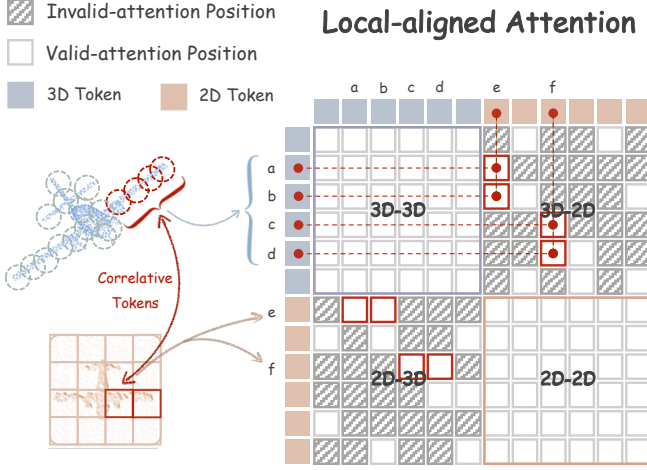 Invalid-attention Position
Local-aligned Attention
Valid-attention Position
3D Token
2D Token
a b c d e f
a
b
c
d
3D-3D
3D-2D
Correlative
Tokens
e
f
2D-3D
2D-2D